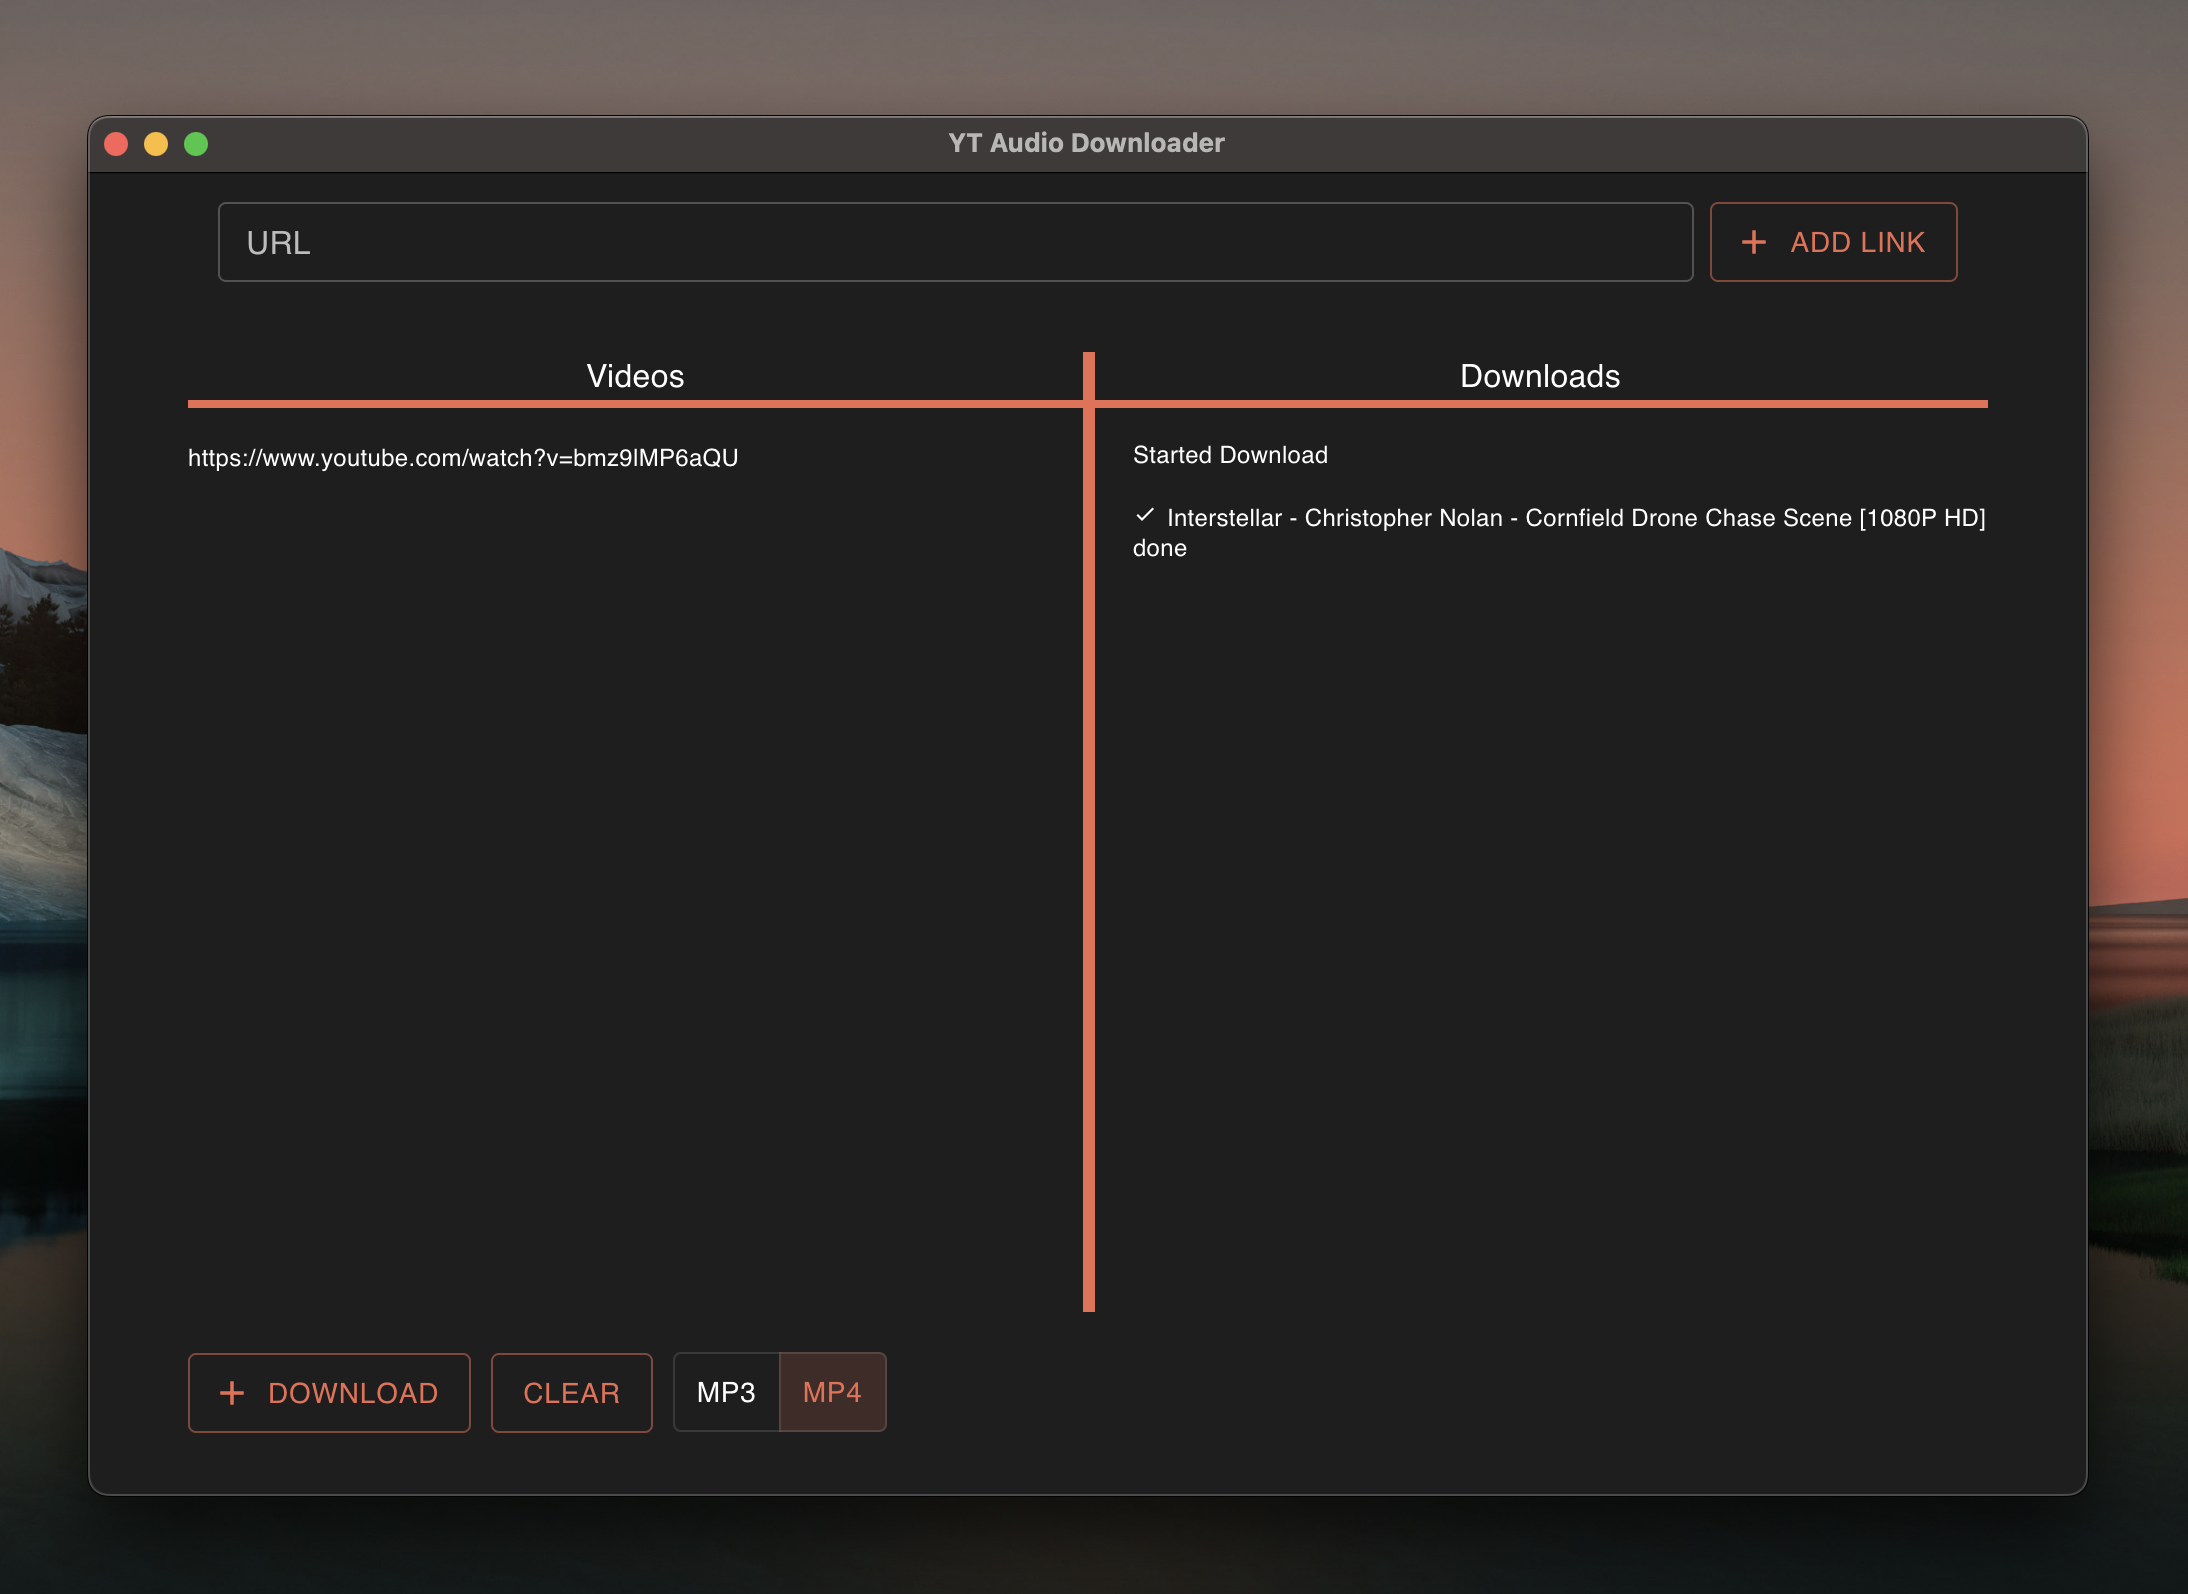 YT Audio Downloader
URL
ADD LINK
Videos
Downloads
https://www.youtube.com/watch?v=bmz9lMP6aQU
Started Download
Interstellar - Christopher Nolan - Cornfield Drone Chase Scene [1080P HD]
done
DOWNLOAD
CLEAR
MP3
MP4